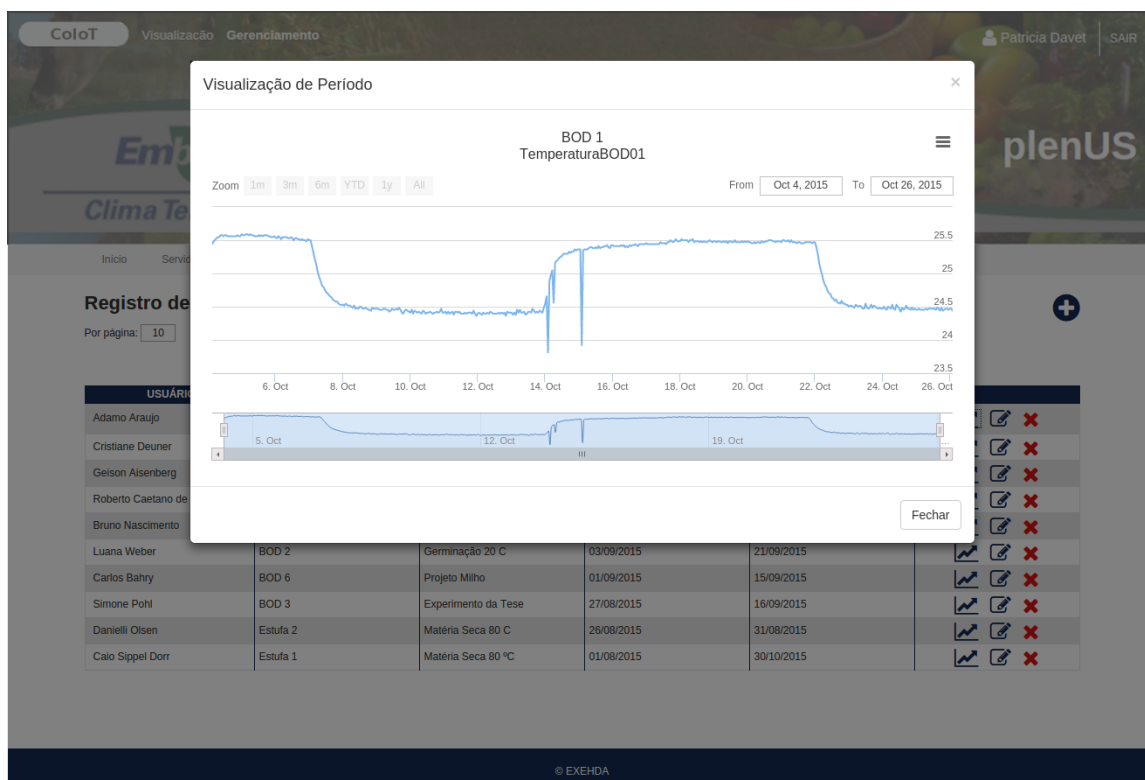 CoIoT Visualizacão Gerenciamento Patricia Davet SAIR
Visualização de Período ×
plenUS
Clima Te
BOD 1
TemperaturaBOD01
Zoom 1m 3m 6m YTD 1y All From Oct 4, 2015 To Oct 26, 2015
25.5
25
24.5
24
23.5
6. Oct 8. Oct 10. Oct 12. Oct 14. Oct 16. Oct 18. Oct 20. Oct 22. Oct 24. Oct 26. Oct
5. Oct 12. Oct 19. Oct ...
Fechar
Inicio
Registro de
Por página: 10
Adamo Araujo
Cristiane Deuner
Geison Aisenberg
Roberto Caetano de
Bruno Nascimento
Luana Weber BOD 2 Germinação 20 C 03/09/2015 21/09/2015
Carlos Bahry BOD 6 Projeto Milho 01/09/2015 15/09/2015
Simone Pohl BOD 3 Experimento da Tese 27/08/2015 16/09/2015
Danielli Olsen Estufa 2 Matéria Seca 80 C 26/08/2015 31/08/2015
Caio Sippel Dorr Estufa 1 Matéria Seca 80 ºC 01/08/2015 30/10/2015
© EXEHDA